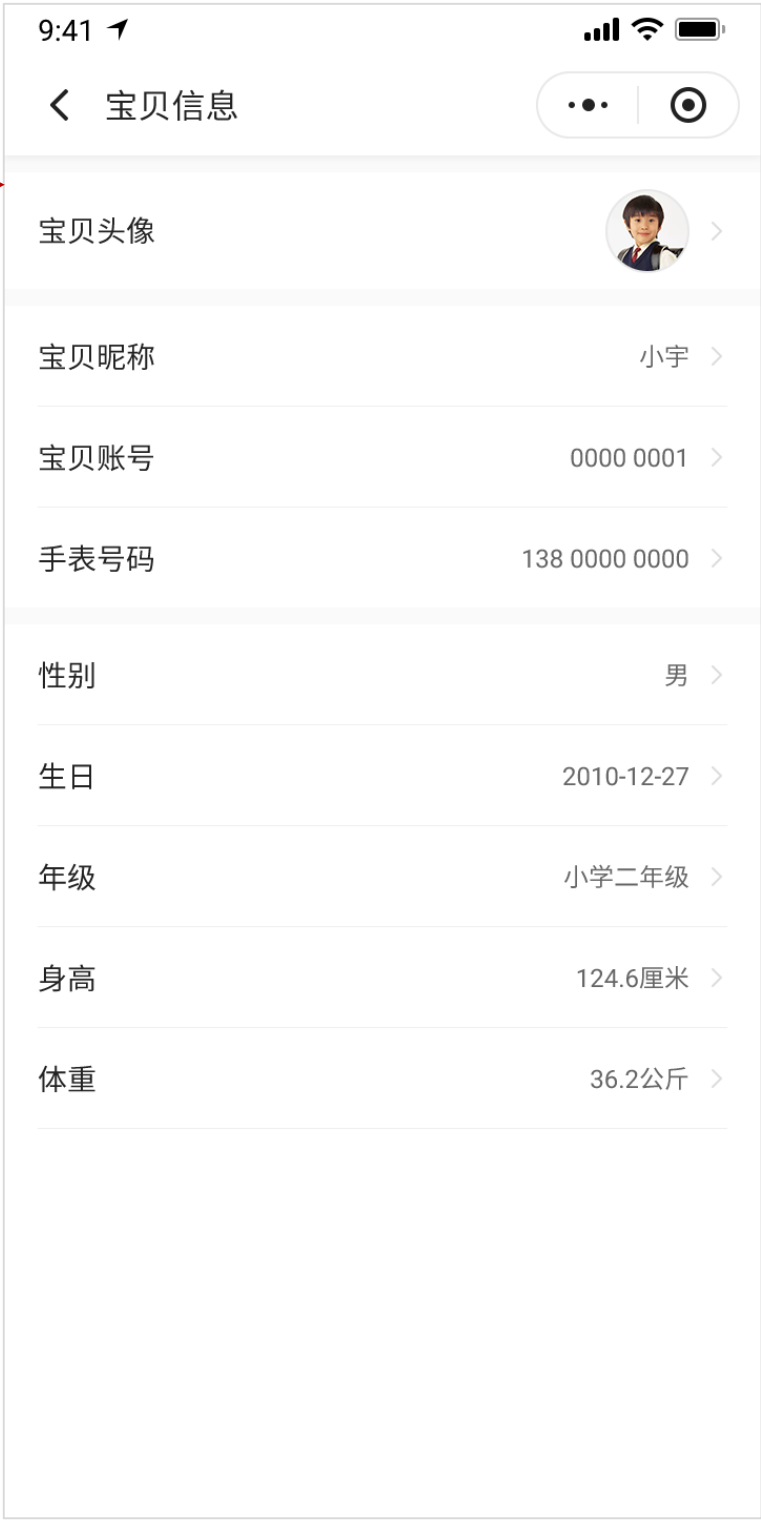 9:41
宝贝信息
宝贝头像
宝贝昵称 小宇
宝贝账号 0000 0001
手表号码 138 0000 0000
性别 男
生日 2010-12-27
年级 小学二年级
身高 124.6厘米
体重 36.2公斤